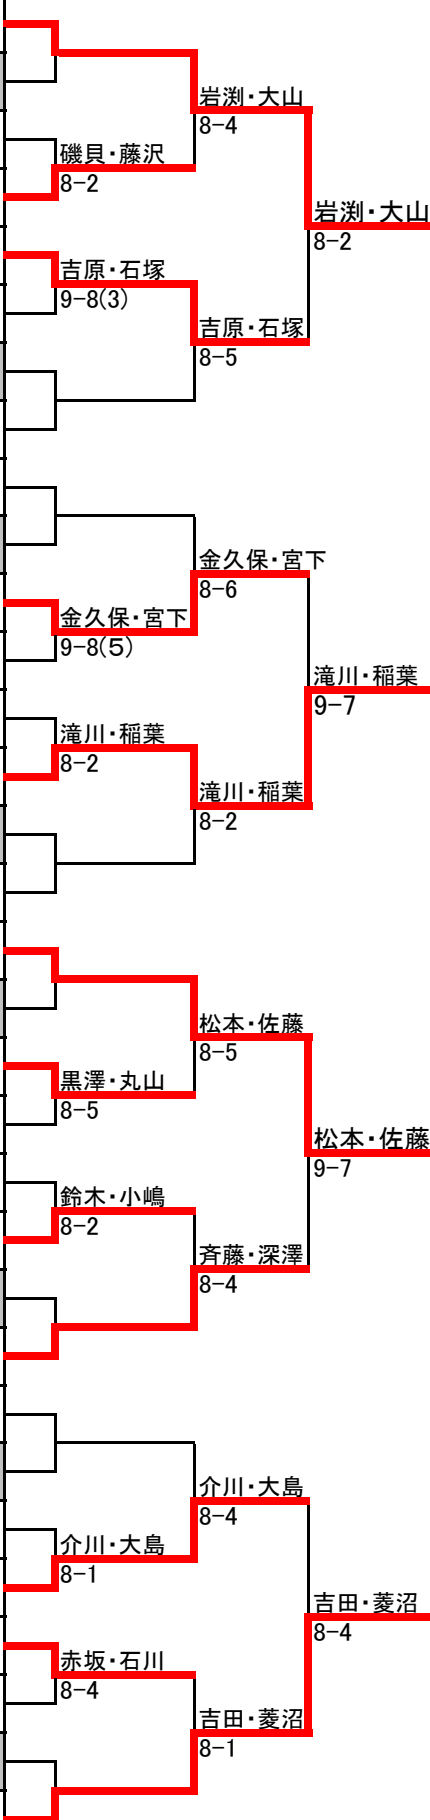 岩渕・大山
8-4
磯貝・藤沢
8-2
岩渕・大山
8-2
吉原・石塚
9-8(3)
吉原・石塚
8-5
金久保・宮下
8-6
金久保・宮下
9-8(５)
滝川・稲葉
9-7
滝川・稲葉
8-2
滝川・稲葉
8-2
松本・佐藤
8-5
黒澤・丸山
8-5
松本・佐藤
9-7
鈴木・小嶋
8-2
斉藤・深澤
8-4
介川・大島
8-4
介川・大島
8-1
吉田・菱沼
8-4
赤坂・石川
8-4
吉田・菱沼
8-1